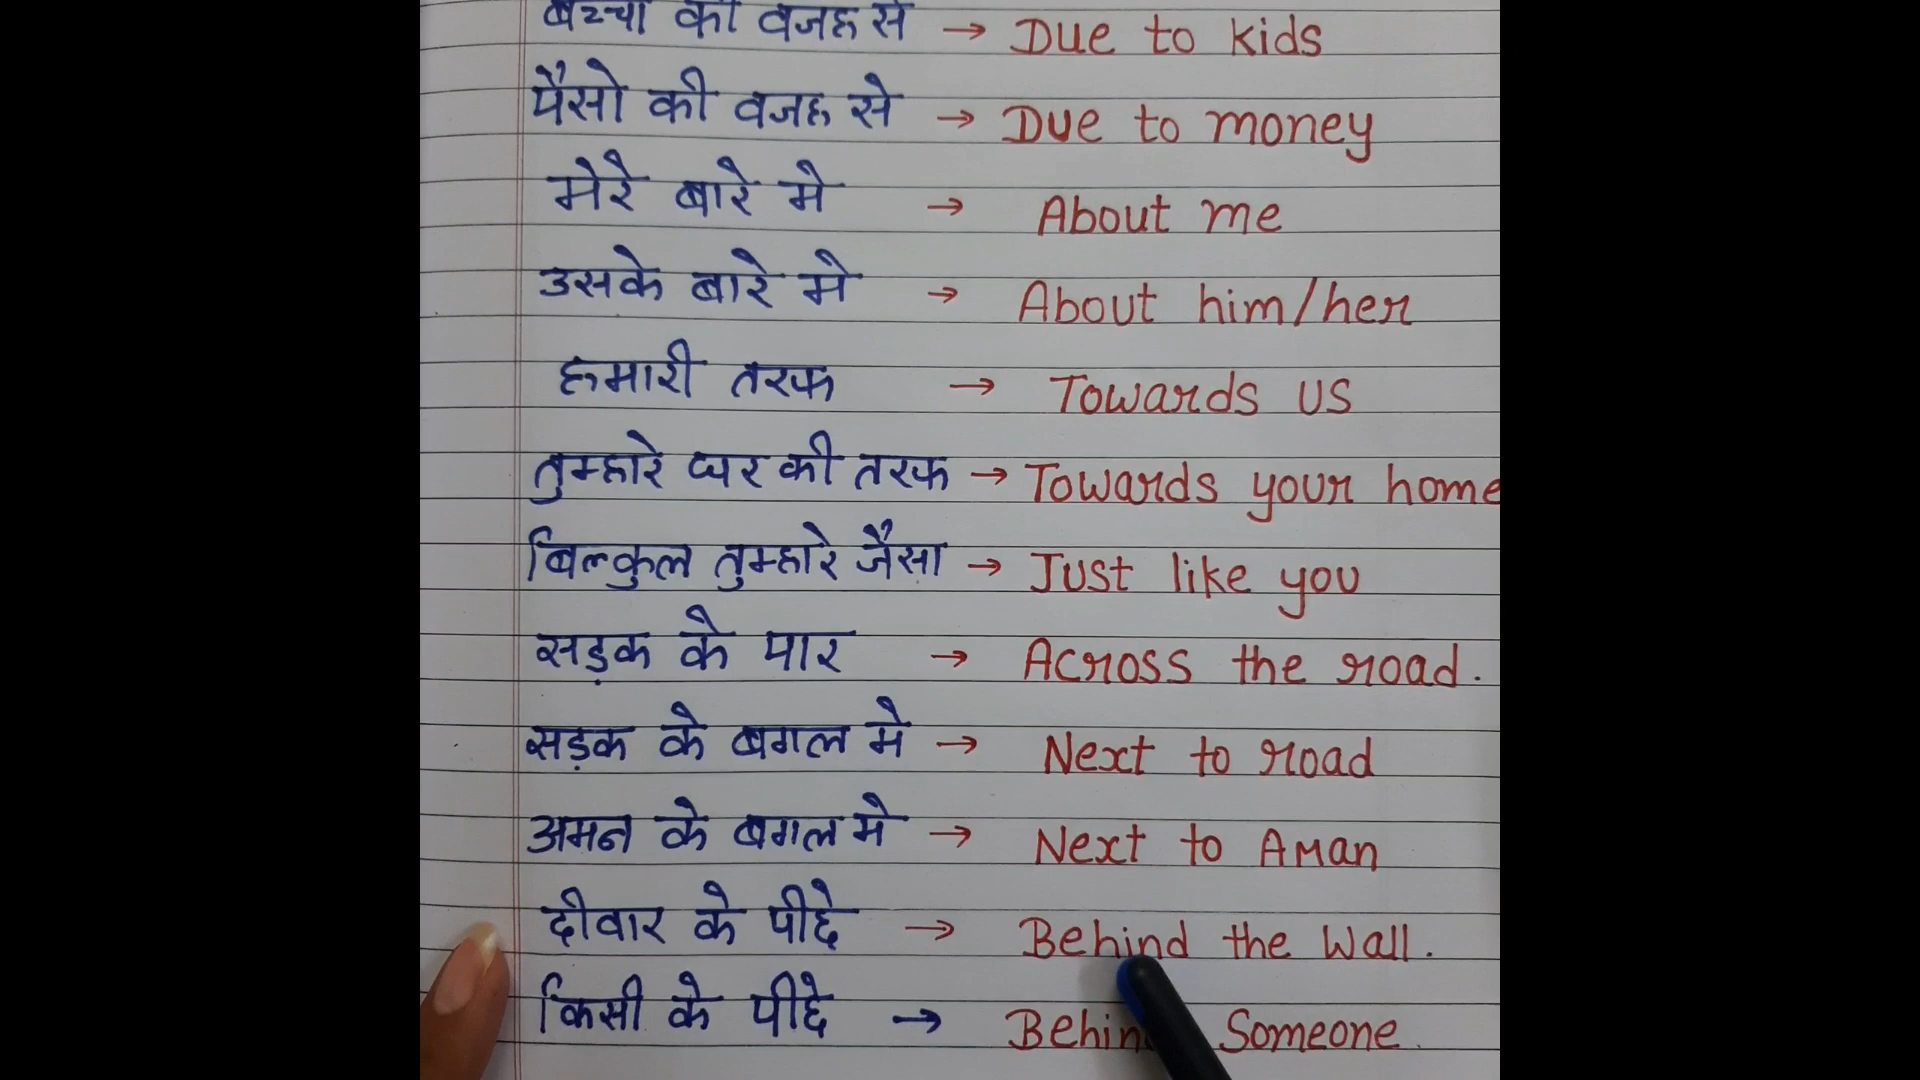 बच्चो की वजह से → Due to kids
पैसो की वजह से → Due to money
मेरे बारे मे → About me
उसके बारे मे → About him/her
हमारी तरफ → Towards us
तुम्हारे घर की तरफ → Towards your home
बिल्कुल तुम्हारे जैसा → Just like you
सड़क के पार → Across the road.
सड़क के बगल मे → Next to road
अमन के बगल मे → Next to Aman
दीवार के पीछे → Behind the wall.
किसी के पीछे → Behin Someone.